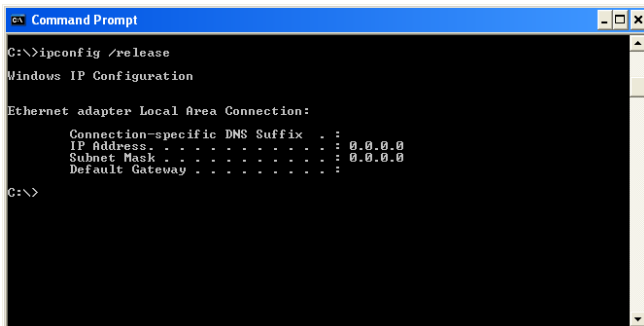 Command Prompt
C:\>ipconfig /release
Windows IP Configuration
Ethernet adapter Local Area Connection:
Connection-specific DNS Suffix  . :
IP Address. . . . . . . . . . . . : 0.0.0.0
Subnet Mask . . . . . . . . . . . : 0.0.0.0
Default Gateway . . . . . . . . . :
C:\>